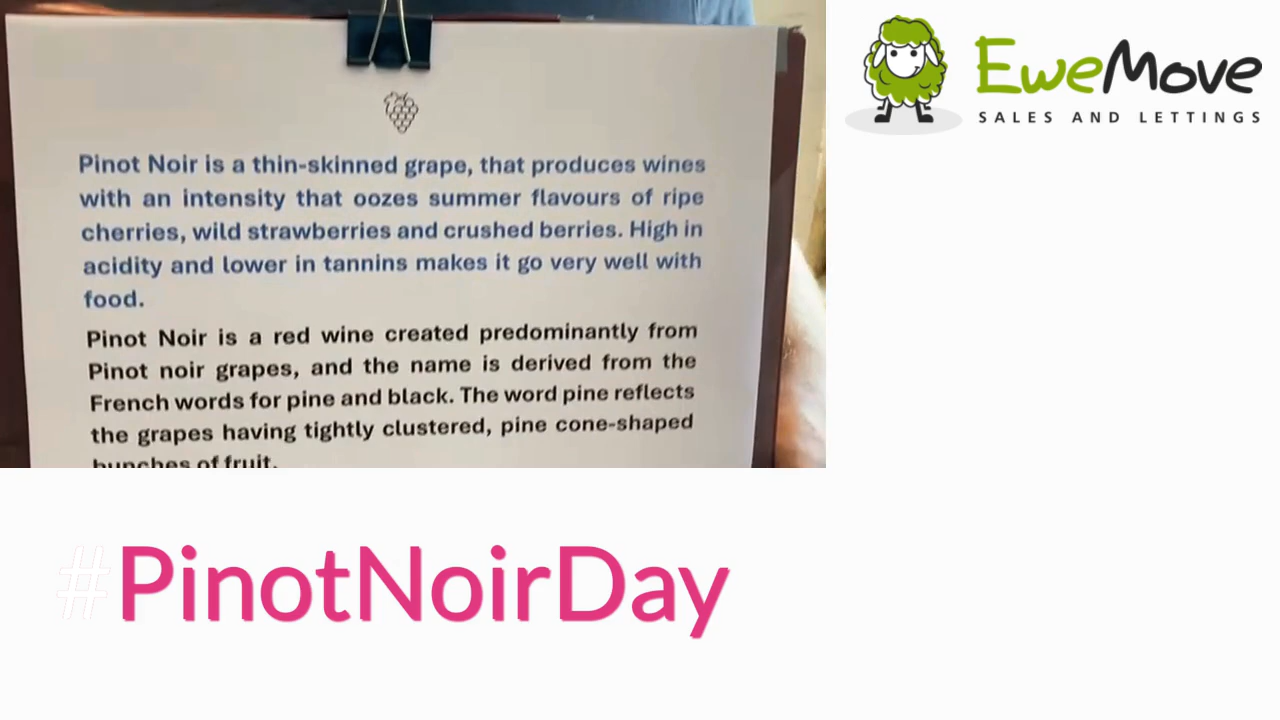 Pinot Noir is a thin-skinned grape, that produces wines
with an intensity that oozes summer flavours of ripe
cherries, wild strawberries and crushed berries. High in
acidity and lower in tannins makes it go very well with
food.
Pinot Noir is a red wine created predominantly from
Pinot noir grapes, and the name is derived from the
French words for pine and black. The word pine reflects
the grapes having tightly clustered, pine cone-shaped
bunches of fruit.
EweMove
SALES AND LETTINGS
#PinotNoirDay